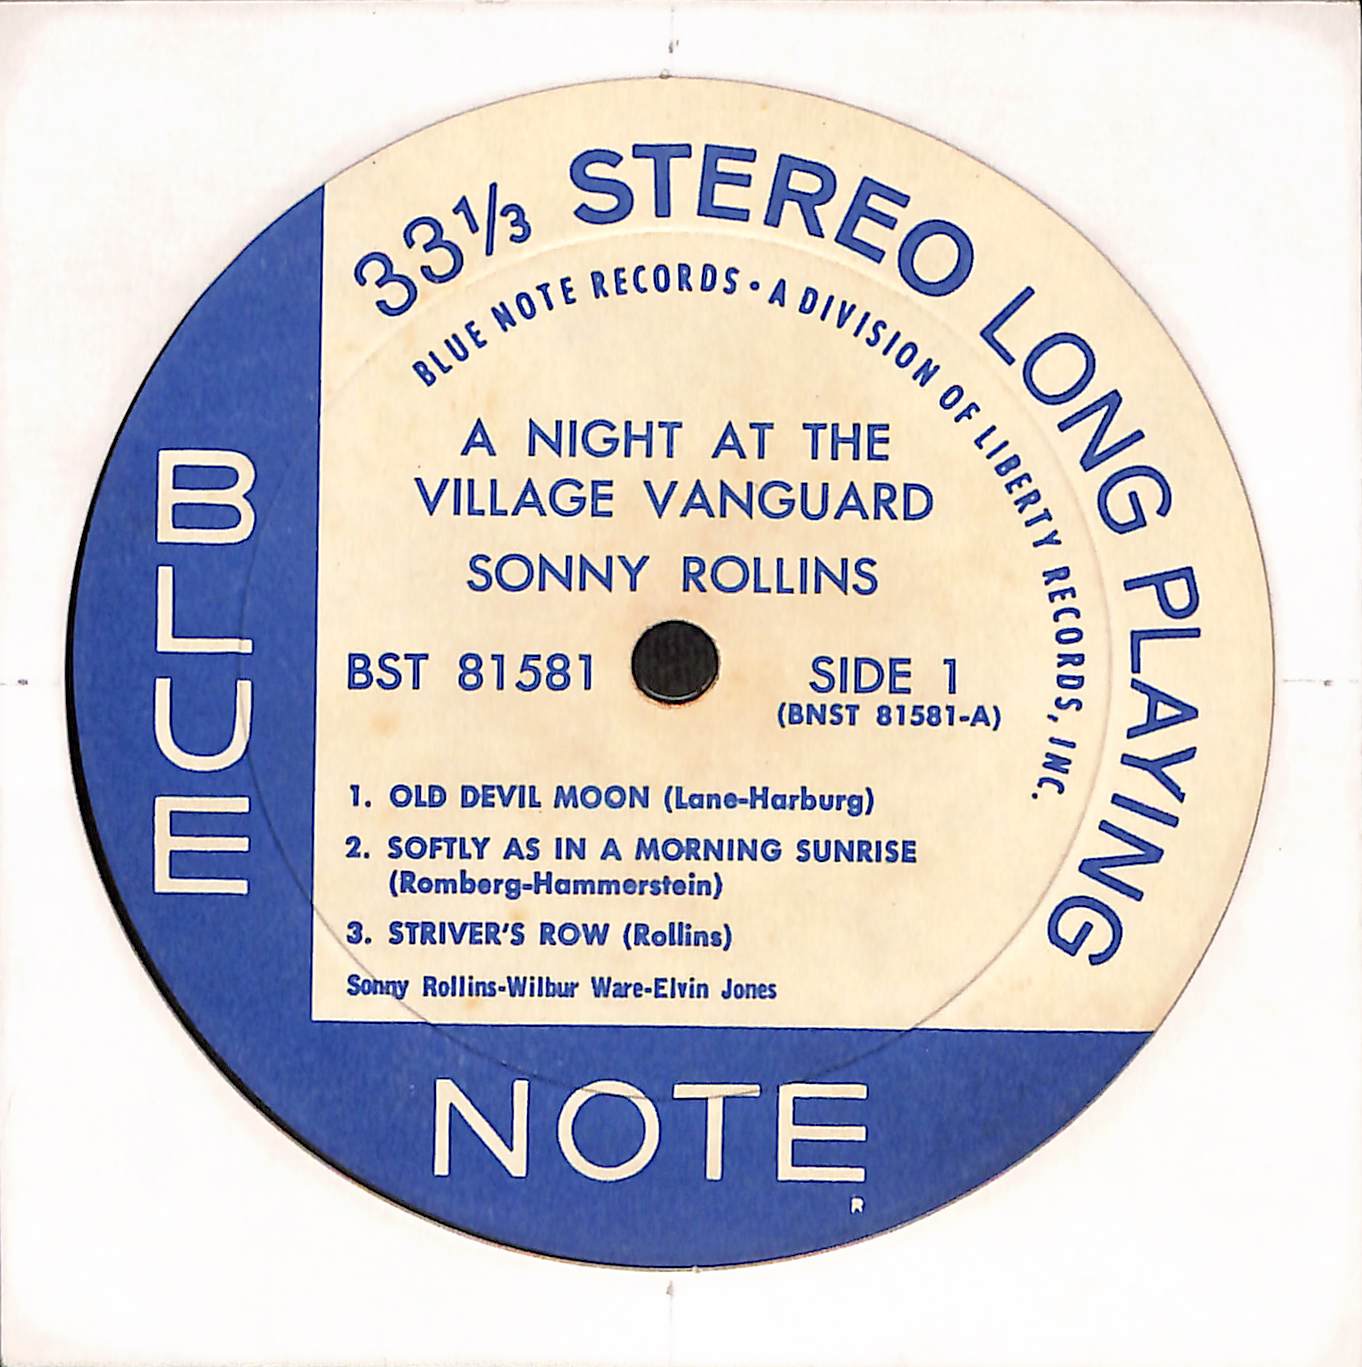 33⅓ STEREO LONG PLAYING
BLUE NOTE RECORDS • A DIVISION OF LIBERTY RECORDS, INC.
A NIGHT AT THE
VILLAGE VANGUARD
SONNY ROLLINS
BST 81581
SIDE 1
(BNST 81581-A)
1. OLD DEVIL MOON (Lane-Harburg)
2. SOFTLY AS IN A MORNING SUNRISE
(Romberg-Hammerstein)
3. STRIVER'S ROW (Rollins)
Sonny Rollins-Wilbur Ware-Elvin Jones
BLUE
NOTE
R